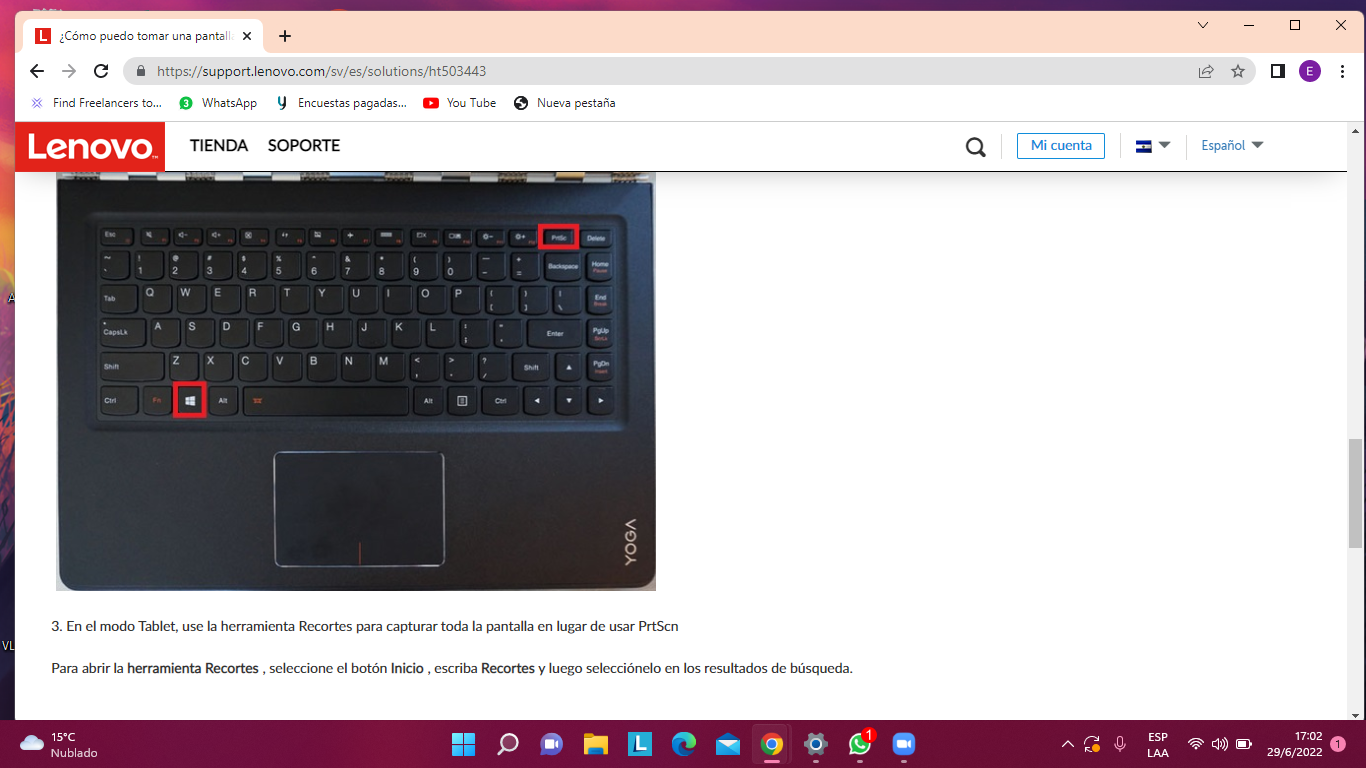 ¿Cómo puedo tomar una pantall
https://support.lenovo.com/sv/es/solutions/ht503443
E
Find Freelancers to... WhatsApp Encuestas pagadas... You Tube Nueva pestaña
Lenovo TIENDA SOPORTE Mi cuenta Español
Esc PrtSc Delete
~ ! @ # $ % ^ & * ( ) — +
` 1 2 3 4 5 6 7 8 9 0 - = Backspace Home
Pause
Tab Q W E R T Y U I O P { } |
[ ] \ End
Break
CapsLk A S D F G H J K L : "
; ' Enter PgUp
ScrLk
Shift Z X C V B N M < > ?
, . / Shift PgDn
Insert
Ctrl Fn Alt Alt Ctrl
YOGA
3. En el modo Tablet, use la herramienta Recortes para capturar toda la pantalla en lugar de usar PrtScn
Para abrir la herramienta Recortes , seleccione el botón Inicio , escriba Recortes y luego selecciónelo en los resultados de búsqueda.
VL
15°C
Nublado
L
1
ESP
LAA
17:02
29/6/2022
1